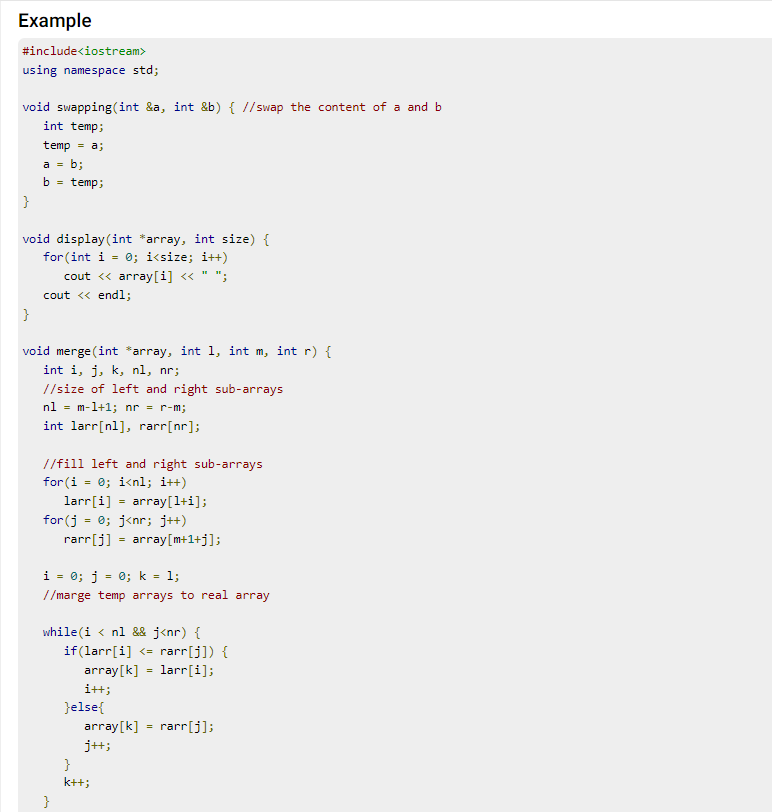 Example
#include<iostream>
using namespace std;
void swapping(int &a, int &b) { //swap the content of a and b
   int temp;
   temp = a;
   a = b;
   b = temp;
}
void display(int *array, int size) {
   for(int i = 0; i<size; i++)
      cout << array[i] << " ";
   cout << endl;
}
void merge(int *array, int l, int m, int r) {
   int i, j, k, nl, nr;
   //size of left and right sub-arrays
   nl = m-l+1; nr = r-m;
   int larr[nl], rarr[nr];
   //fill left and right sub-arrays
   for(i = 0; i<nl; i++)
      larr[i] = array[l+i];
   for(j = 0; j<nr; j++)
      rarr[j] = array[m+1+j];
   i = 0; j = 0; k = l;
   //marge temp arrays to real array
   while(i < nl && j<nr) {
      if(larr[i] <= rarr[j]) {
         array[k] = larr[i];
         i++;
      }else{
         array[k] = rarr[j];
         j++;
      }
      k++;
   }